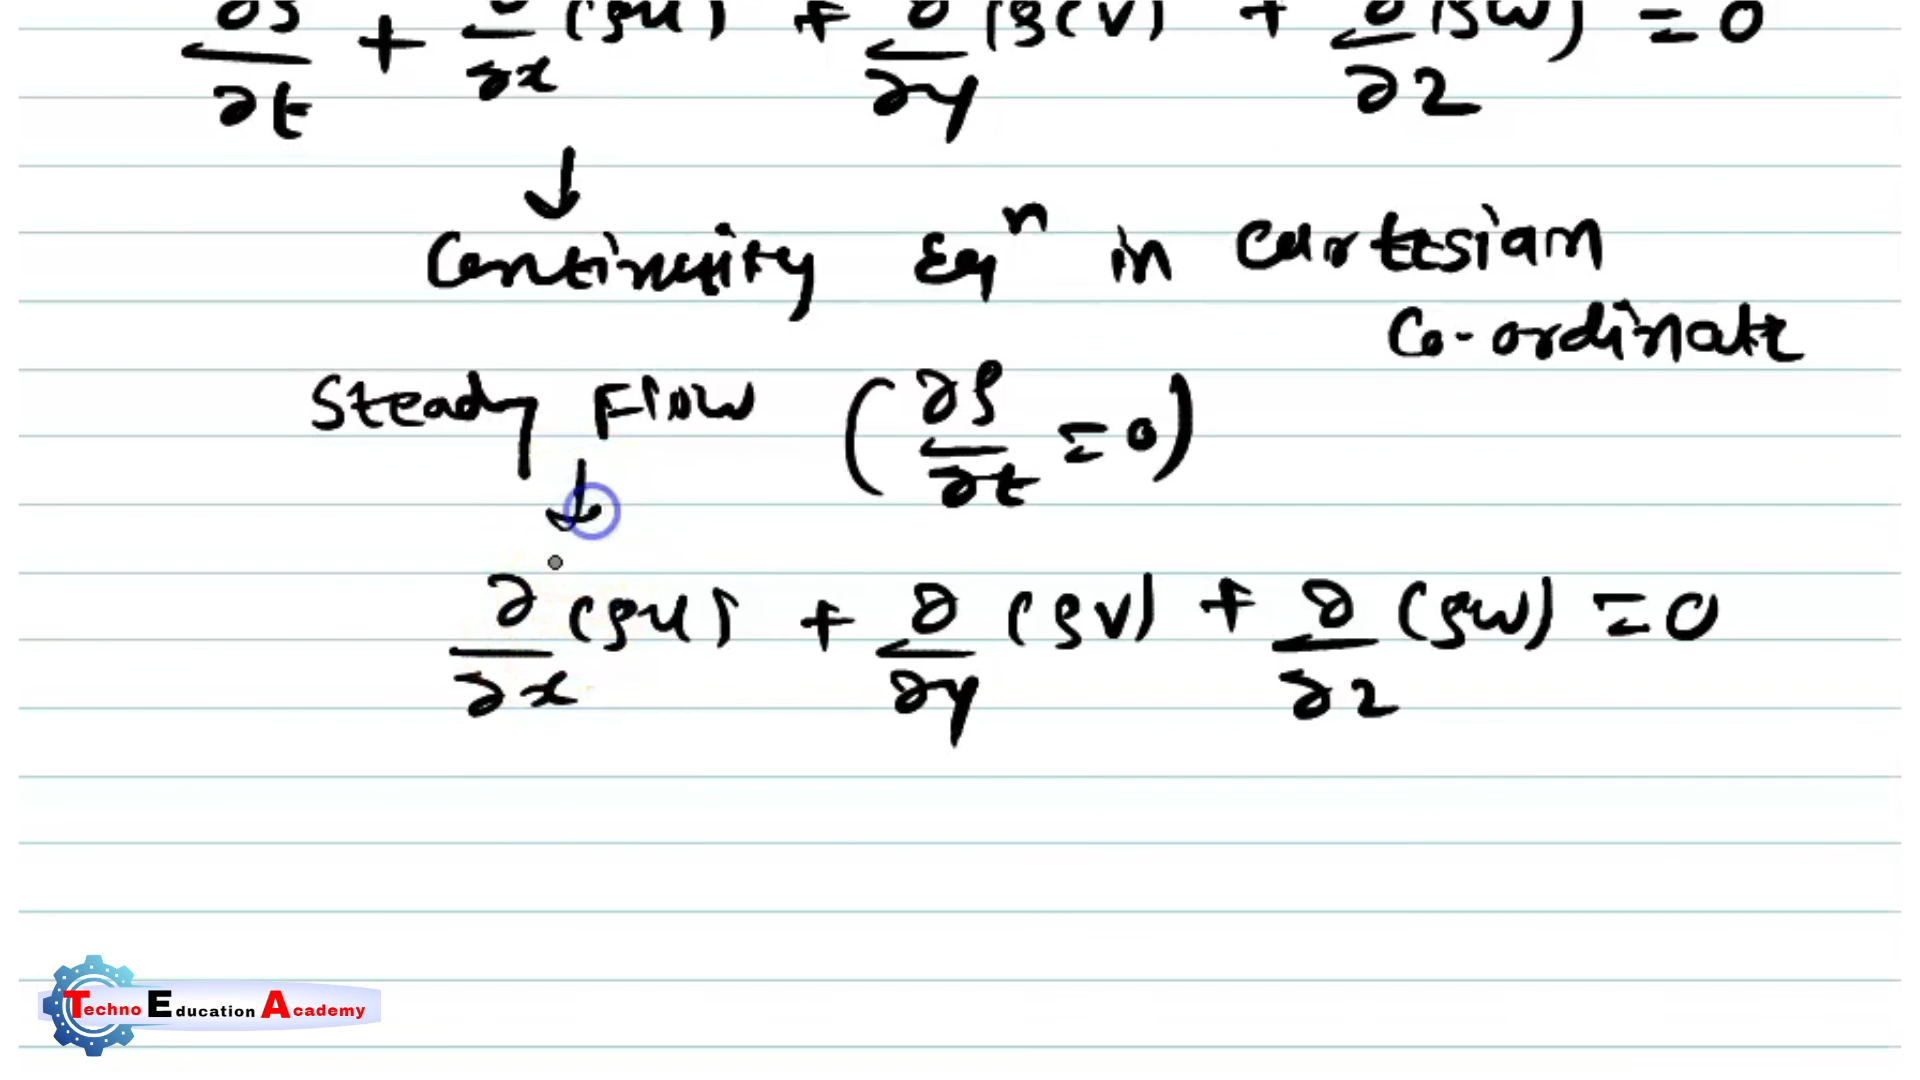 ∂ρ/∂t + ∂/∂x (ρu) + ∂/∂y (ρ(v) + ∂/∂z (ρw) = 0
↓
Continuity Eqⁿ in Cartesian
Co-ordinate
Steady Flow (∂ρ/∂t = 0)
↓
∂/∂x (ρu) + ∂/∂y (ρv) + ∂/∂z (ρw) = 0
Techno Education Academy